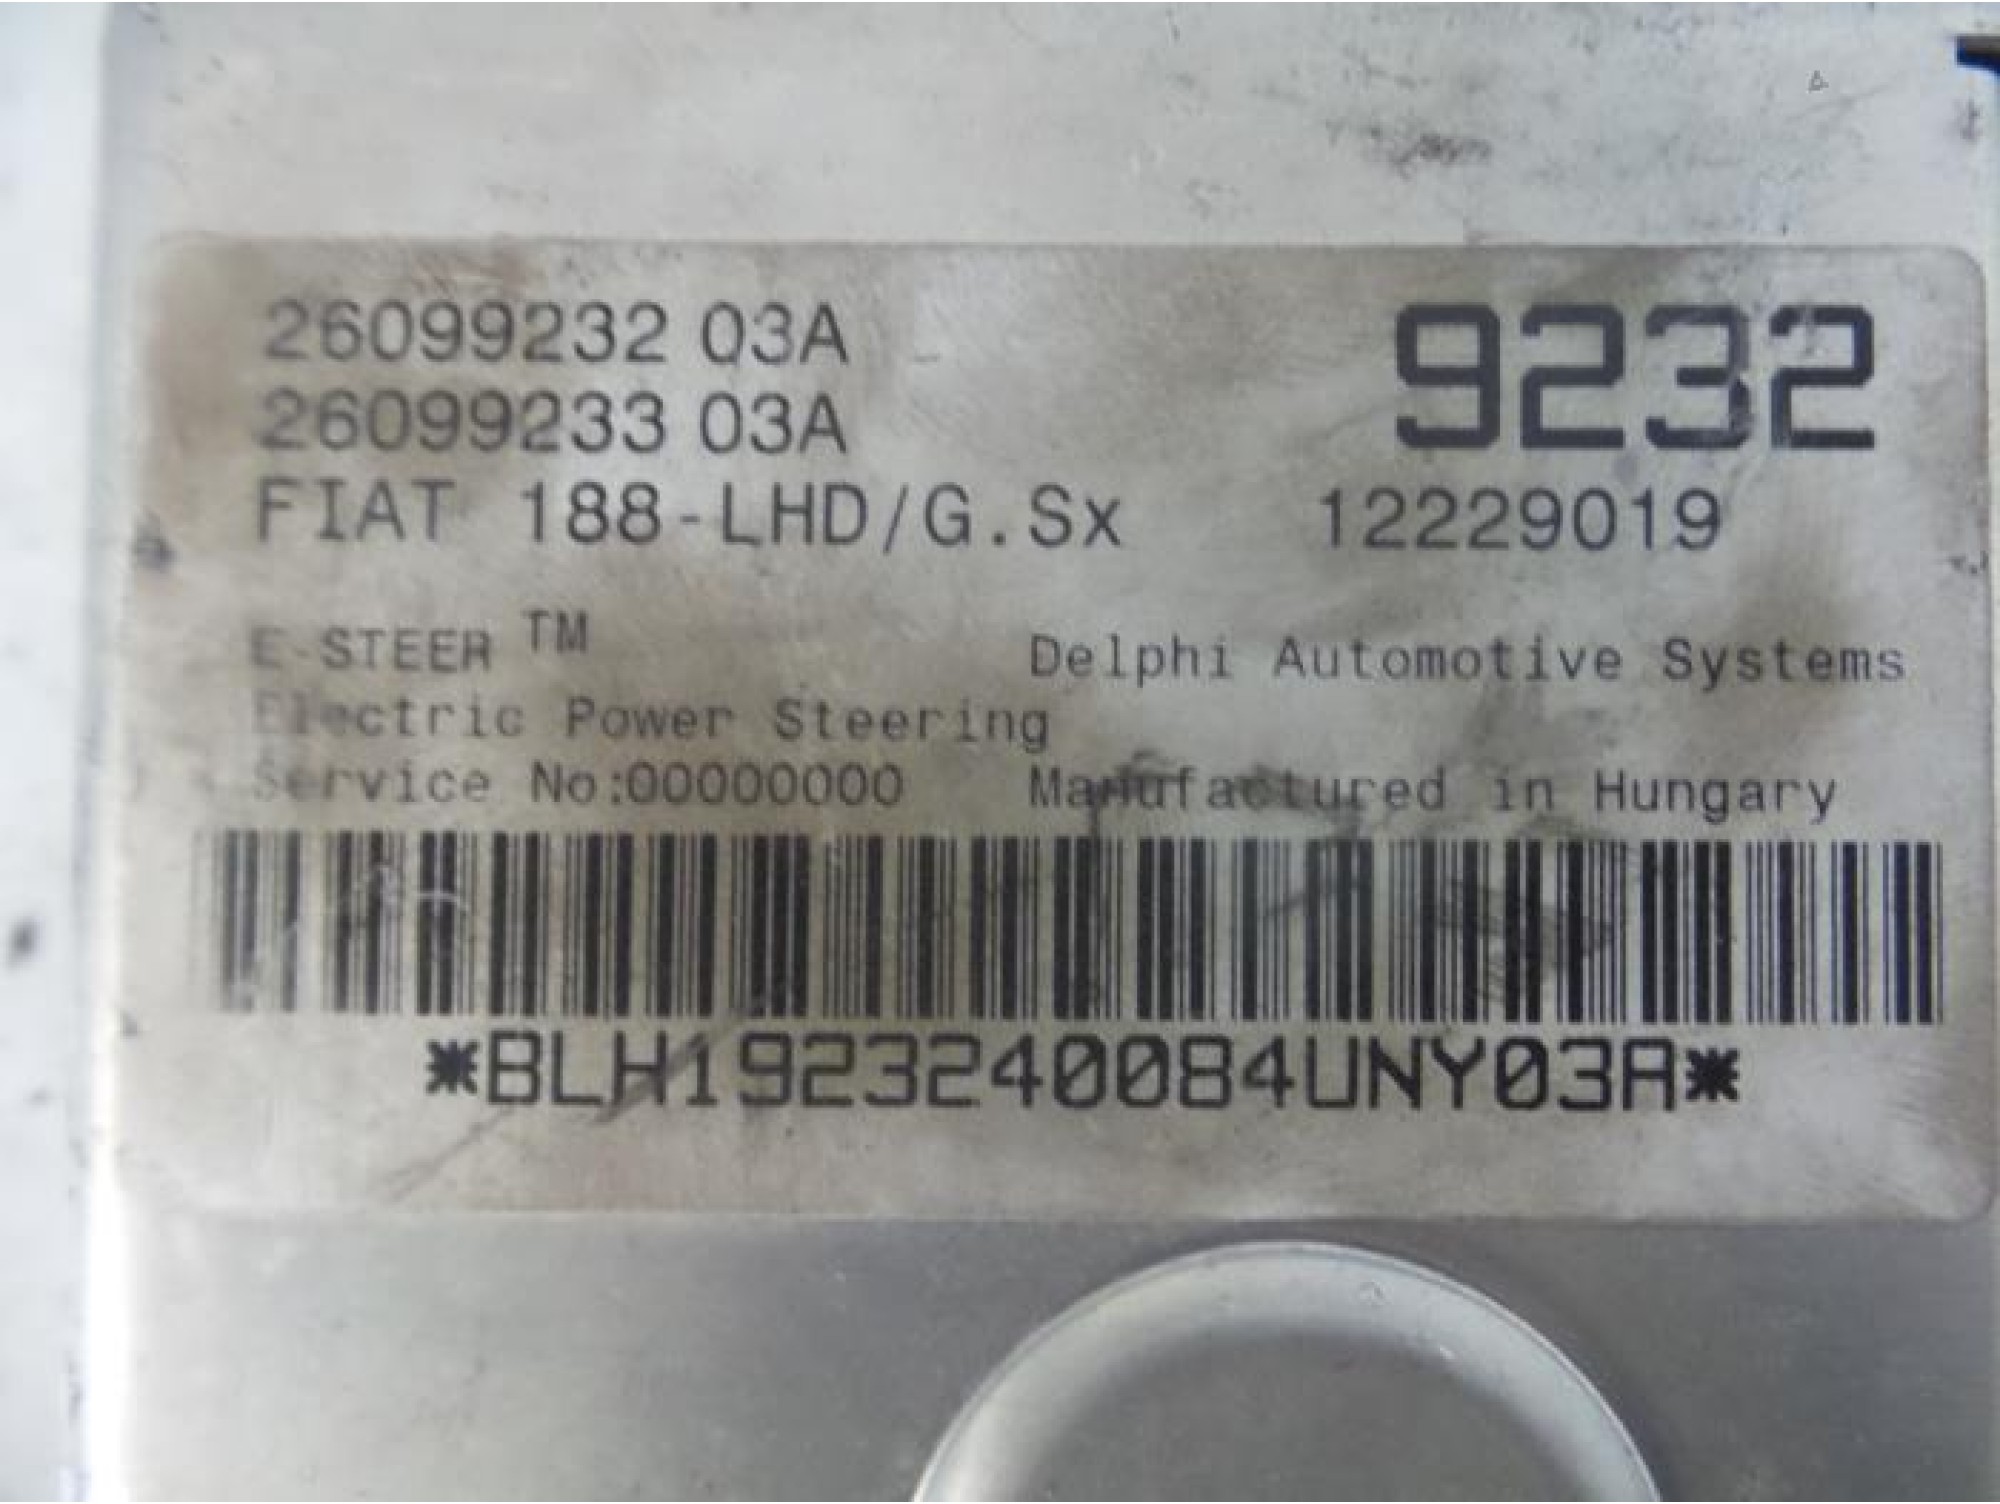 26099232 03A
9232
26099233 03A
FIAT 188-LHD/G.Sx 12229019
E-STEER TM
Delphi Automotive Systems
Electric Power Steering
Service No:00000000 Manufactured in Hungary
*BLH1923240084UNY03A*